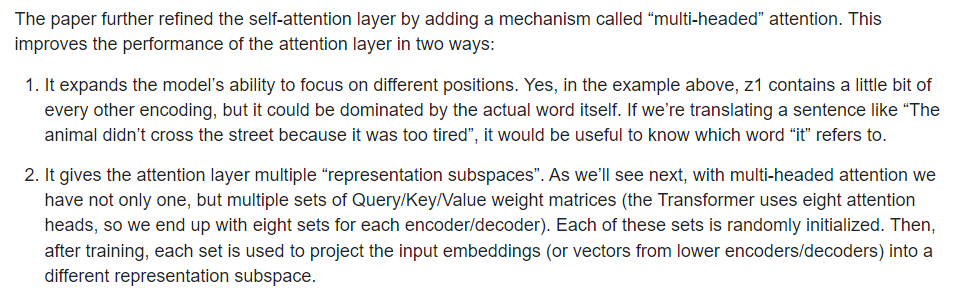 The paper further refined the self-attention layer by adding a mechanism called “multi-headed” attention. This
improves the performance of the attention layer in two ways:
1. It expands the model’s ability to focus on different positions. Yes, in the example above, z1 contains a little bit of
every other encoding, but it could be dominated by the actual word itself. If we’re translating a sentence like “The
animal didn’t cross the street because it was too tired”, it would be useful to know which word “it” refers to.
2. It gives the attention layer multiple “representation subspaces”. As we’ll see next, with multi-headed attention we
have not only one, but multiple sets of Query/Key/Value weight matrices (the Transformer uses eight attention
heads, so we end up with eight sets for each encoder/decoder). Each of these sets is randomly initialized. Then,
after training, each set is used to project the input embeddings (or vectors from lower encoders/decoders) into a
different representation subspace.